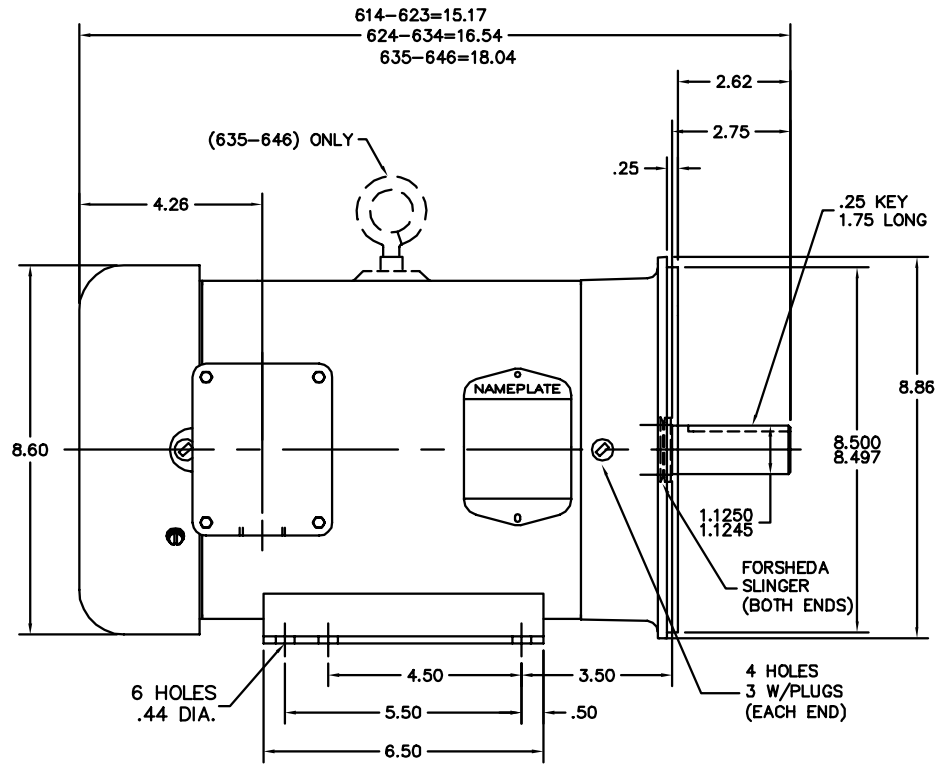 614-623=15.17
624-634=16.54
635-646=18.04
2.62
2.75
(635-646) ONLY
.25
4.26
.25 KEY
1.75 LONG
NAMEPLATE
8.86
8.60
8.500
8.497
1.1250
1.1245
FORSHEDA
SLINGER
(BOTH ENDS)
4.50
3.50
4 HOLES
3 W/PLUGS
(EACH END)
6 HOLES
.44 DIA.
5.50
.50
6.50